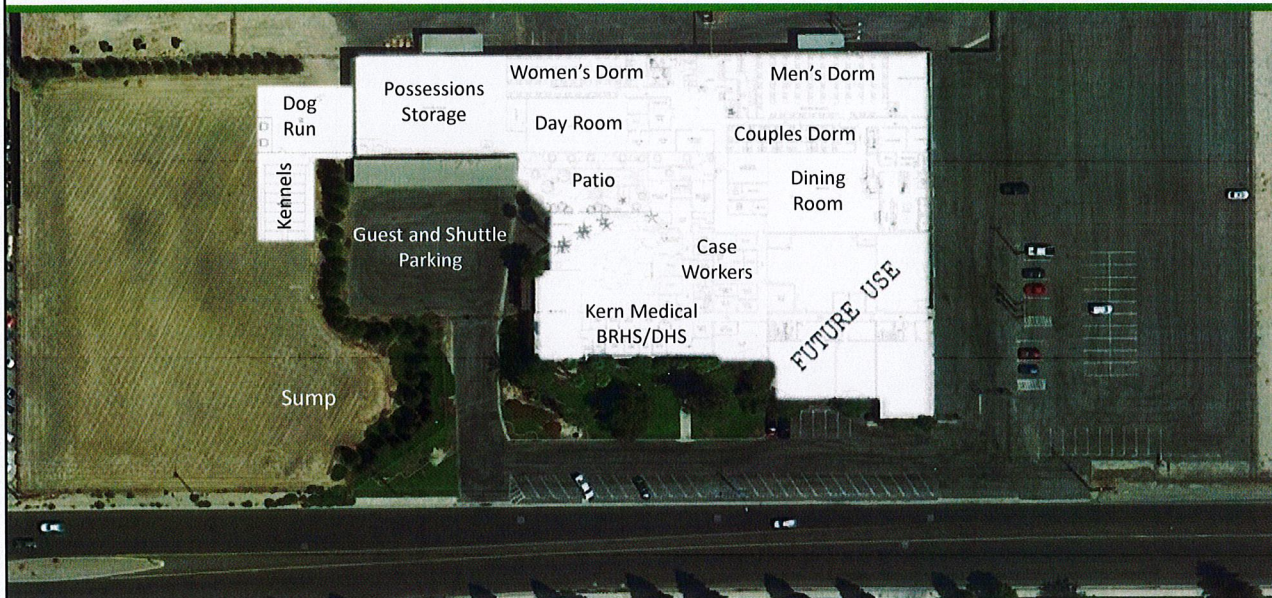 Women's Dorm
Men's Dorm
Possessions
Storage
Dog
Run
Day Room
Couples Dorm
Kennels
Patio
Dining
Room
Guest and Shuttle
Parking
Case
Workers
FUTURE USE
Kern Medical
BRHS/DHS
Sump